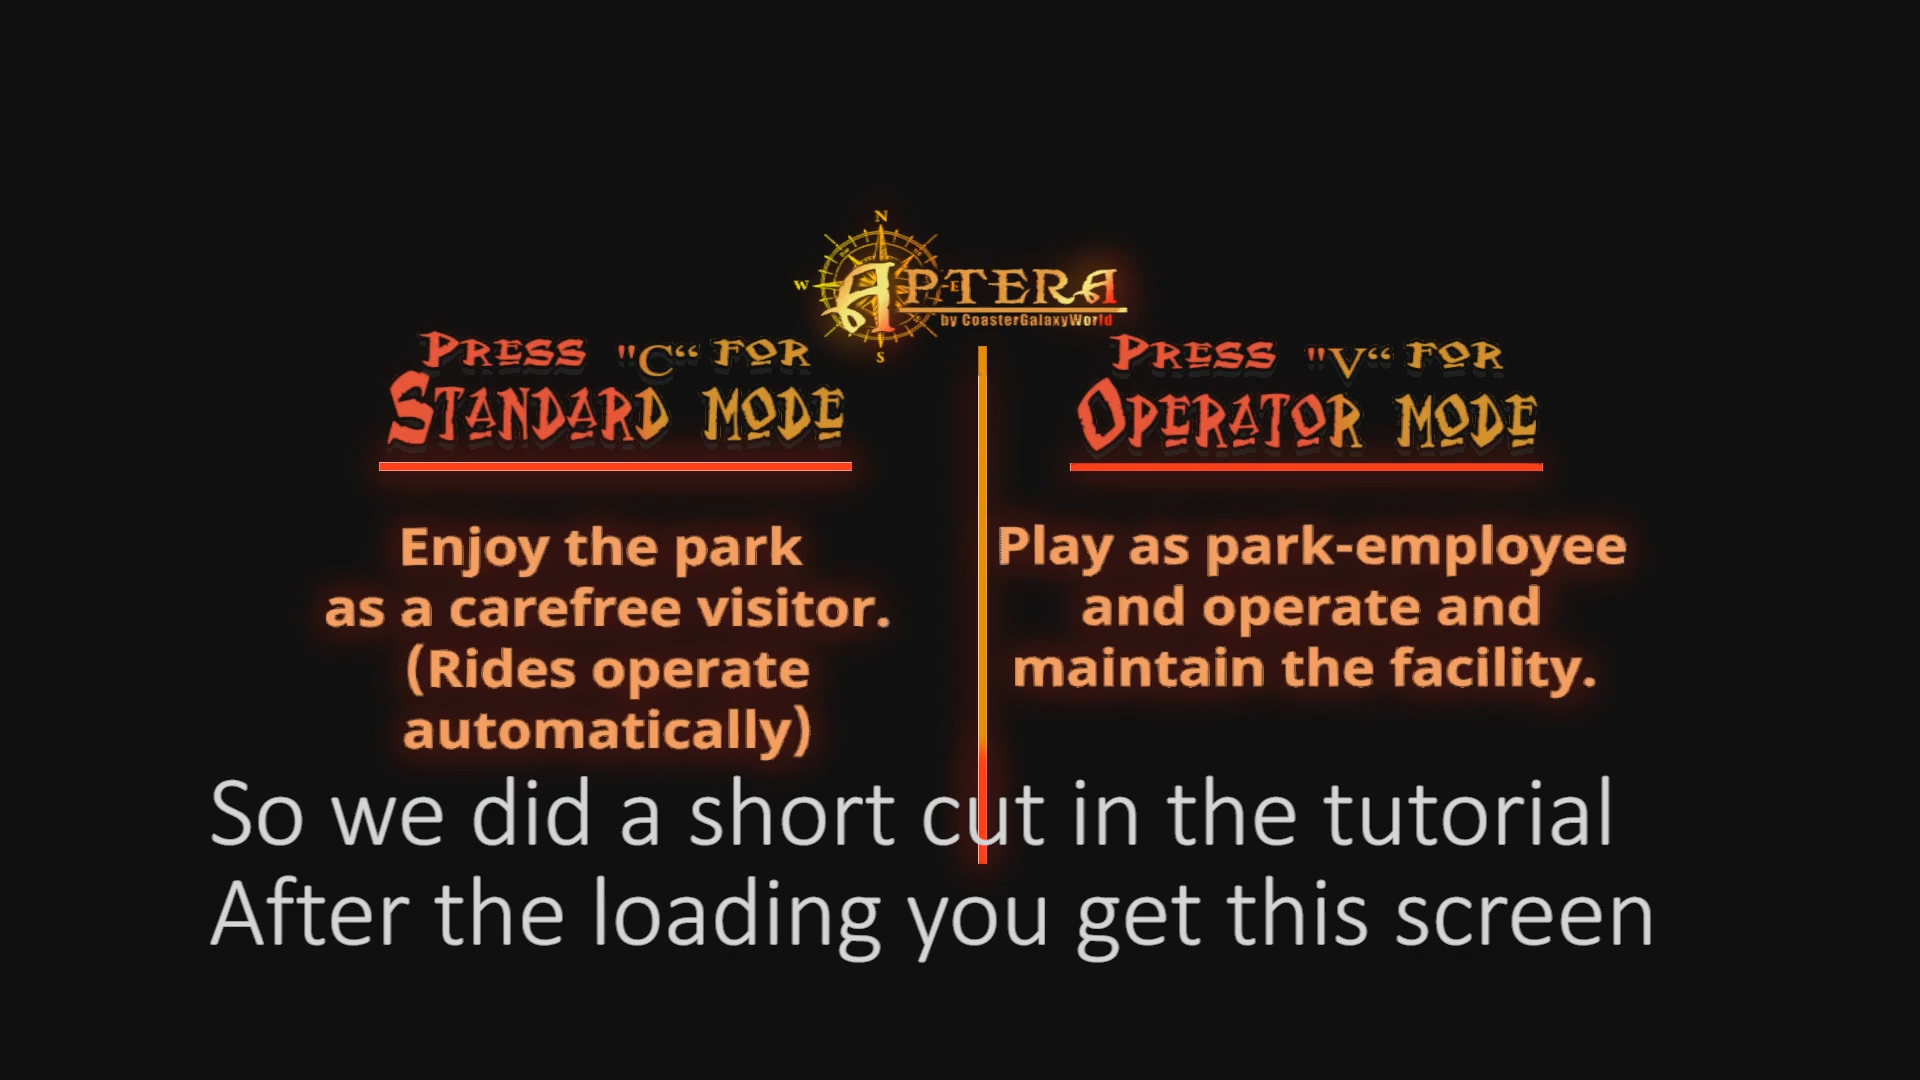 N
W
E
S
APTERA
by CoasterGalaxyWorld
PRESS "C“ FOR
STANDARD MODE
Enjoy the park
as a carefree visitor.
(Rides operate
automatically)
PRESS "V“ FOR
OPERATOR MODE
Play as park-employee
and operate and
maintain the facility.
So we did a short cut in the tutorial
After the loading you get this screen